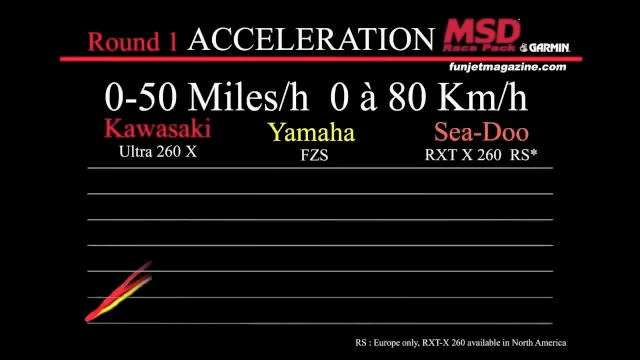 Round 1 ACCELERATION MSD
Race Pack GARMIN
funjetmagazine.com
0-50 Miles/h 0 à 80 Km/h
Kawasaki Yamaha Sea-Doo
Ultra 260 X FZS RXT X 260 RS*
RS : Europe only, RXT-X 260 available in North America